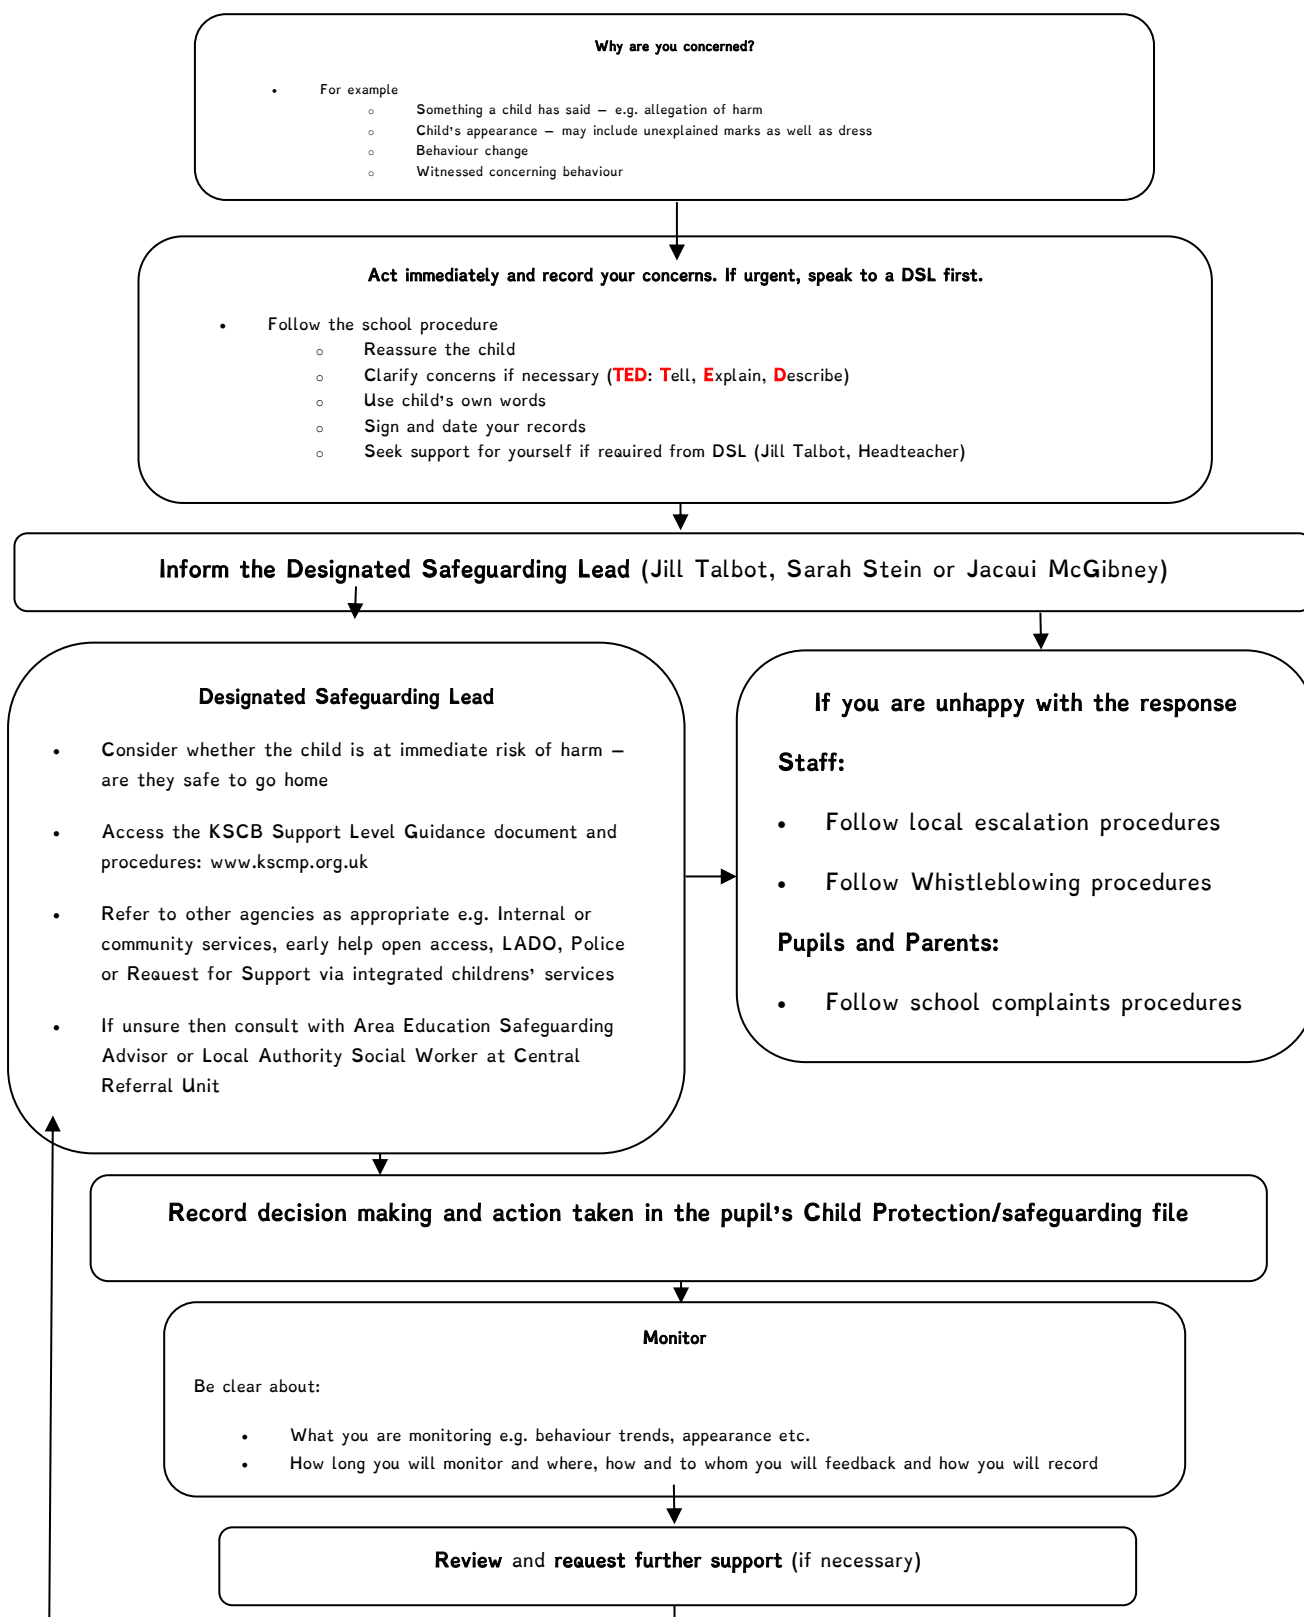 Why are you concerned?
• For example
○ Something a child has said – e.g. allegation of harm
○ Child's appearance – may include unexplained marks as well as dress
○ Behaviour change
○ Witnessed concerning behaviour
Act immediately and record your concerns. If urgent, speak to a DSL first.
• Follow the school procedure
○ Reassure the child
○ Clarify concerns if necessary (TED: Tell, Explain, Describe)
○ Use child's own words
○ Sign and date your records
○ Seek support for yourself if required from DSL (Jill Talbot, Headteacher)
Inform the Designated Safeguarding Lead (Jill Talbot, Sarah Stein or Jacqui McGibney)
Designated Safeguarding Lead
• Consider whether the child is at immediate risk of harm –
are they safe to go home
• Access the KSCB Support Level Guidance document and
procedures: www.kscmp.org.uk
• Refer to other agencies as appropriate e.g. Internal or
community services, early help open access, LADO, Police
or Request for Support via integrated childrens' services
• If unsure then consult with Area Education Safeguarding
Advisor or Local Authority Social Worker at Central
Referral Unit
If you are unhappy with the response
Staff:
• Follow local escalation procedures
• Follow Whistleblowing procedures
Pupils and Parents:
• Follow school complaints procedures
Record decision making and action taken in the pupil's Child Protection/safeguarding file
Monitor
Be clear about:
• What you are monitoring e.g. behaviour trends, appearance etc.
• How long you will monitor and where, how and to whom you will feedback and how you will record
Review and request further support (if necessary)